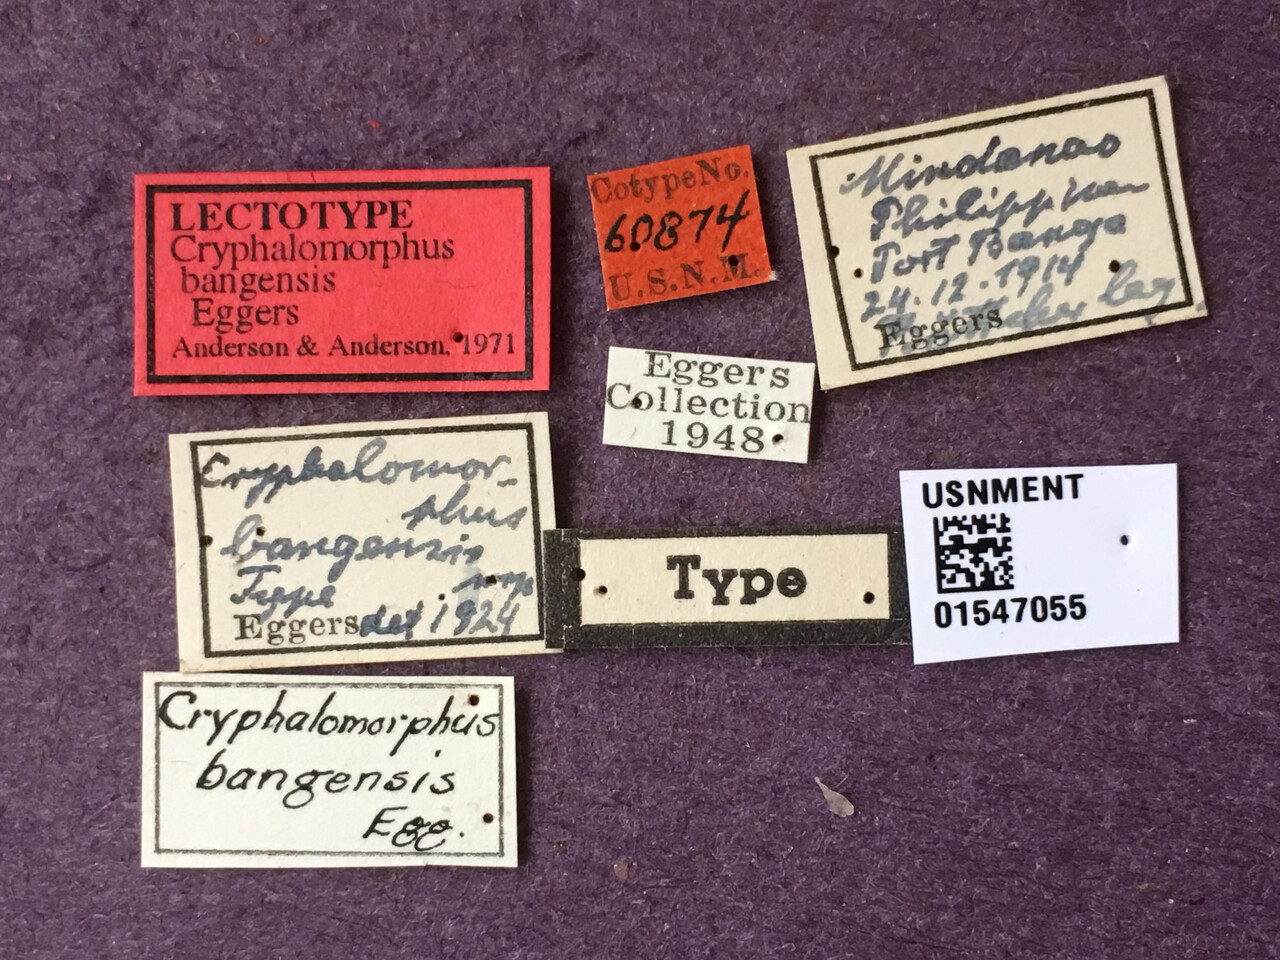 LECTOTYPE
Cryphalomorphus
bangensis
Eggers
Anderson & Anderson, 1971
CotypeNo.
60874
U.S.N.M.
Mindanao
Philippinen
Port Banga
24.12.1914
leg
Eggers
Eggers
Collection
1948
Cryphalomor-
phus
bangensis
Type
Eggers det 1924
Type
USNMENT
01547055
Cryphalomorphus
bangensis
Egg.